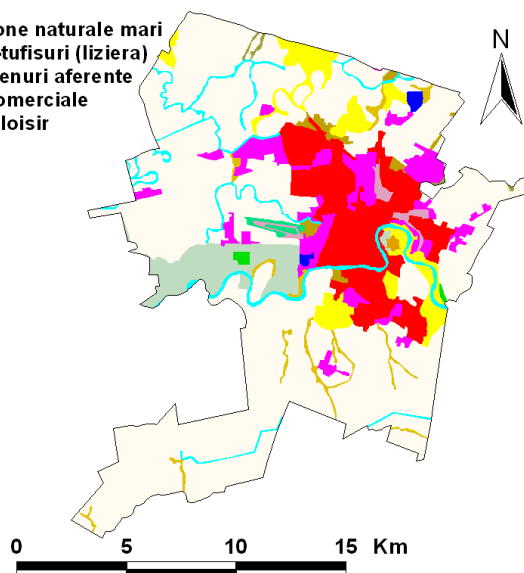 one naturale mari
-tufisuri (liziera)
enuri aferente
omerciale
loisir
N
0 5 10 15 Km